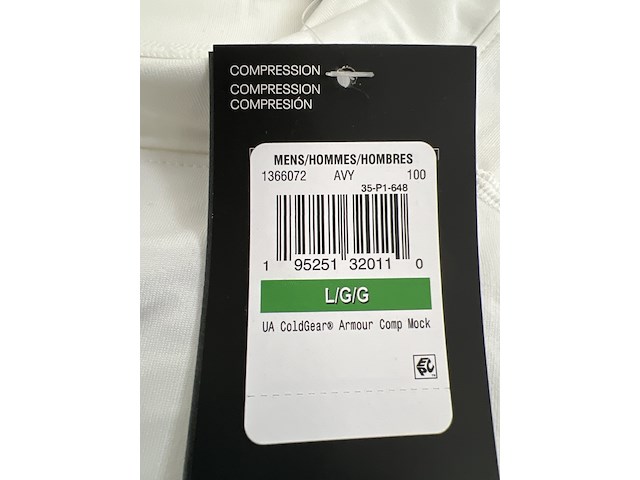 COMPRESSION
COMPRESSION
COMPRESIÓN
MENS/HOMMES/HOMBRES
1366072 AVY 100
35-P1-648
1 95251 32011 0
L/G/G
UA ColdGear® Armour Comp Mock
EPC